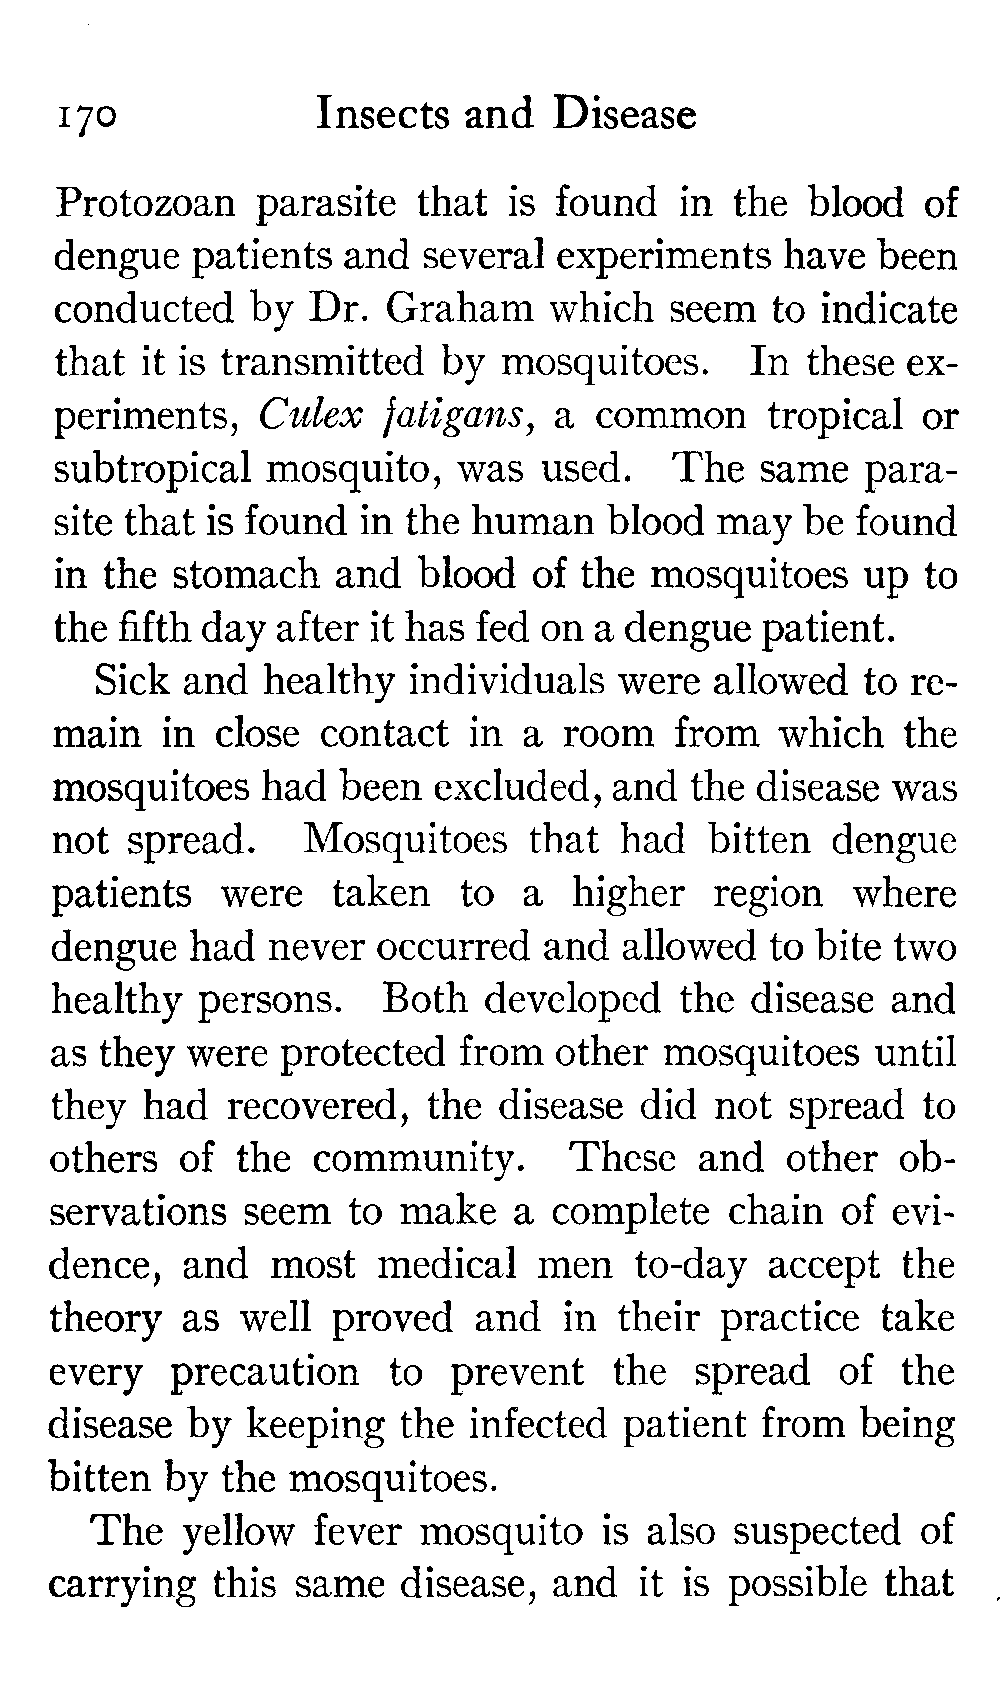 170 Insects and Disease
Protozoan parasite that is found in the blood of
dengue patients and several experiments have been
conducted by Dr. Graham which seem to indicate
that it is transmitted by mosquitoes. In these ex-
periments, Culex fatigans, a common tropical or
subtropical mosquito, was used. The same para-
site that is found in the human blood may be found
in the stomach and blood of the mosquitoes up to
the fifth day after it has fed on a dengue patient.
Sick and healthy individuals were allowed to re-
main in close contact in a room from which the
mosquitoes had been excluded, and the disease was
not spread. Mosquitoes that had bitten dengue
patients were taken to a higher region where
dengue had never occurred and allowed to bite two
healthy persons. Both developed the disease and
as they were protected from other mosquitoes until
they had recovered, the disease did not spread to
others of the community. These and other ob-
servations seem to make a complete chain of evi-
dence, and most medical men to-day accept the
theory as well proved and in their practice take
every precaution to prevent the spread of the
disease by keeping the infected patient from being
bitten by the mosquitoes.
The yellow fever mosquito is also suspected of
carrying this same disease, and it is possible that